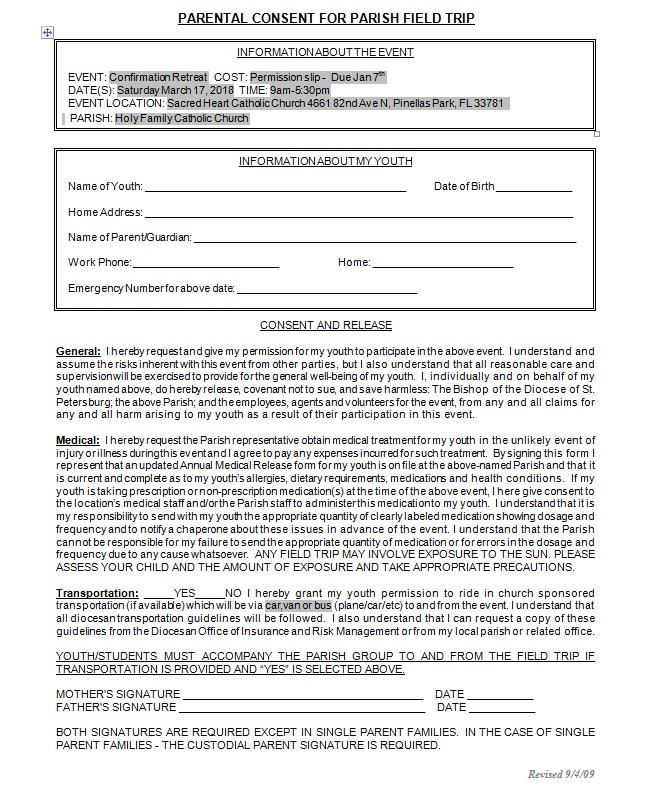 PARENTAL CONSENT FOR PARISH FIELD TRIP
INFORMATION ABOUT THE EVENT
EVENT: Confirmation Retreat COST: Permission slip - Due Jan 7th
DATE(S): Saturday March 17, 2018 TIME: 9am-5:30pm
EVENT LOCATION: Sacred Heart Catholic Church 4661 82nd Ave N, Pinellas Park, FL 33781
PARISH: Holy Family Catholic Church
INFORMATION ABOUT MY YOUTH
Name of Youth: ____ Date of Birth ____
Home Address: ____
Name of Parent/Guardian: ____
Work Phone: ____ Home: ____
Emergency Number for above date: ____
CONSENT AND RELEASE
General: I hereby request and give my permission for my youth to participate in the above event. I understand and
assume the risks inherent with this event from other parties, but I also understand that all reasonable care and
supervision will be exercised to provide for the general well-being of my youth. I, individually and on behalf of my
youth named above, do hereby release, covenant not to sue, and save harmless: The Bishop of the Diocese of St.
Petersburg; the above Parish; and the employees, agents and volunteers for the event, from any and all claims for
any and all harm arising to my youth as a result of their participation in this event.
Medical: I hereby request the Parish representative obtain medical treatment for my youth in the unlikely event of
injury or illness during this event and I agree to pay any expenses incurred for such treatment. By signing this form I
represent that an updated Annual Medical Release form for my youth is on file at the above-named Parish and that it
is current and complete as to my youth's allergies, dietary requirements, medications and health conditions. If my
youth is taking prescription or non-prescription medication(s) at the time of the above event, I here give consent to
the location's medical staff and/or the Parish staff to administer this medication to my youth. I understand that it is
my responsibility to send with my youth the appropriate quantity of clearly labeled medication showing dosage and
frequency and to notify a chaperone about these issues in advance of the event. I understand that the Parish
cannot be responsible for my failure to send the appropriate quantity of medication or for errors in the dosage and
frequency due to any cause whatsoever. ANY FIELD TRIP MAY INVOLVE EXPOSURE TO THE SUN. PLEASE
ASSESS YOUR CHILD AND THE AMOUNT OF EXPOSURE AND TAKE APPROPRIATE PRECAUTIONS.
Transportation: _____YES_____NO I hereby grant my youth permission to ride in church sponsored
transportation (if available) which will be via car,van or bus (plane/car/etc) to and from the event. I understand that
all diocesan transportation guidelines will be followed. I also understand that I can request a copy of these
guidelines from the Diocesan Office of Insurance and Risk Management or from my local parish or related office.
YOUTH/STUDENTS MUST ACCOMPANY THE PARISH GROUP TO AND FROM THE FIELD TRIP IF
TRANSPORTATION IS PROVIDED AND "YES" IS SELECTED ABOVE.
MOTHER'S SIGNATURE ____ DATE ____
FATHER'S SIGNATURE ____ DATE ____
BOTH SIGNATURES ARE REQUIRED EXCEPT IN SINGLE PARENT FAMILIES. IN THE CASE OF SINGLE
PARENT FAMILIES - THE CUSTODIAL PARENT SIGNATURE IS REQUIRED.
Revised 9/4/09